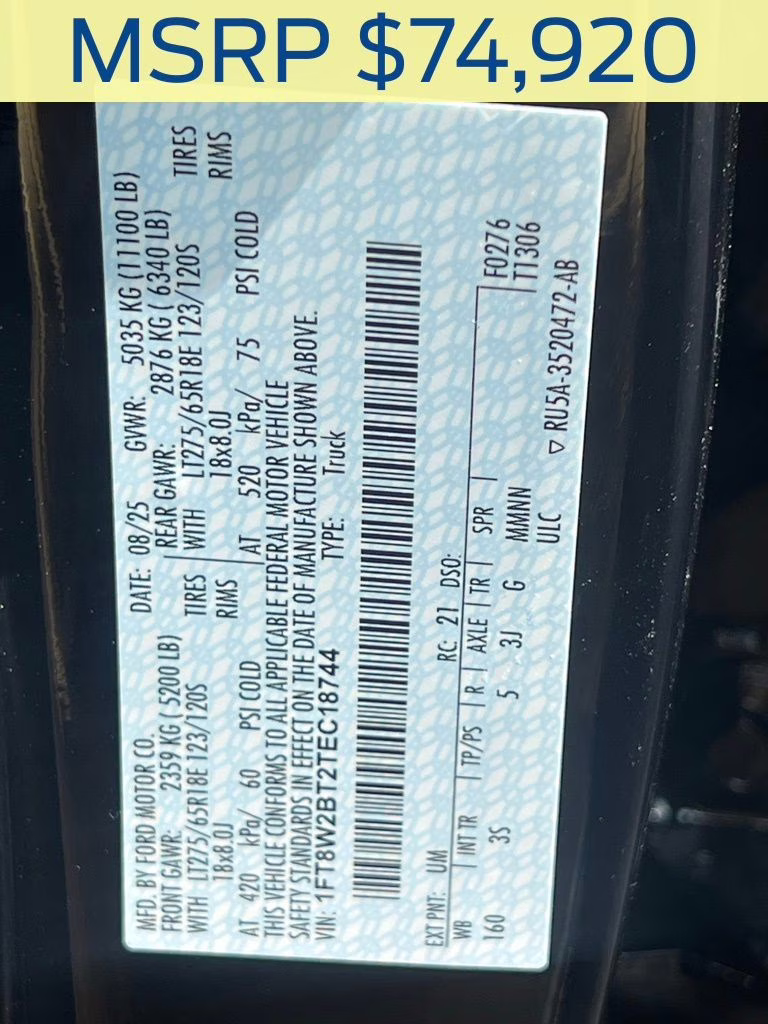 MSRP $74,920
MFD. BY FORD MOTOR CO. DATE: 08/25 GVWR: 5035 KG (11100 LB)
FRONT GAWR: 2359 KG ( 5200 LB) REAR GAWR: 2876 KG ( 6340 LB)
WITH LT275/65R18E 123/120S TIRES WITH LT275/65R18E 123/120S TIRES
18x8.0J RIMS 18x8.0J RIMS
AT 420 kPa/ 60 PSI COLD AT 520 kPa/ 75 PSI COLD
THIS VEHICLE CONFORMS TO ALL APPLICABLE FEDERAL MOTOR VEHICLE
SAFETY STANDARDS IN EFFECT ON THE DATE OF MANUFACTURE SHOWN ABOVE.
VIN: 1FT8W2BT2TEC18744 TYPE: Truck
EXT PNT: UM RC: 21 DSO:
WB | INT TR | TP/PS | R | AXLE | TR | SPR | F0276
160 3S 5 3J G MMNN T1306
ULC ▽ RU5A-3520472-AB